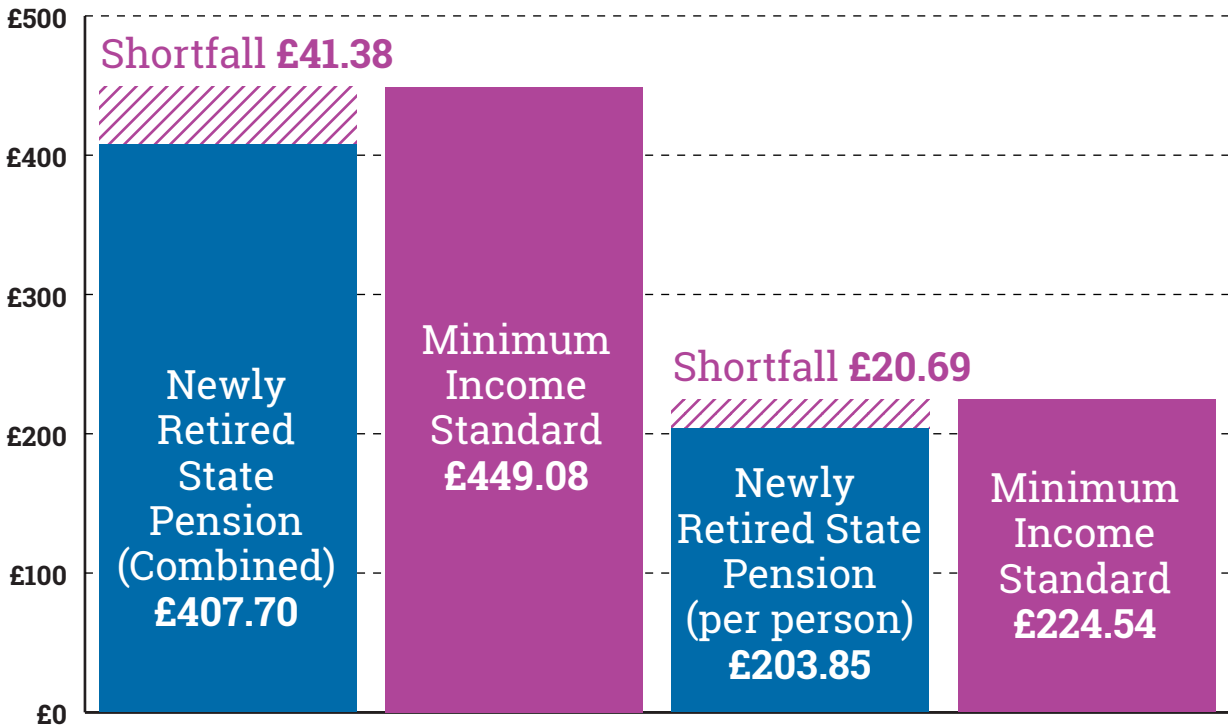 £500
£400
£300
£200
£100
£0
Shortfall £41.38
Newly
Retired
State
Pension
(Combined)
£407.70
Minimum
Income
Standard
£449.08
Shortfall £20.69
Newly
Retired State
Pension
(per person)
£203.85
Minimum
Income
Standard
£224.54